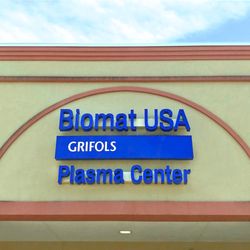 Biomat USA
GRIFOLS
Plasma Center